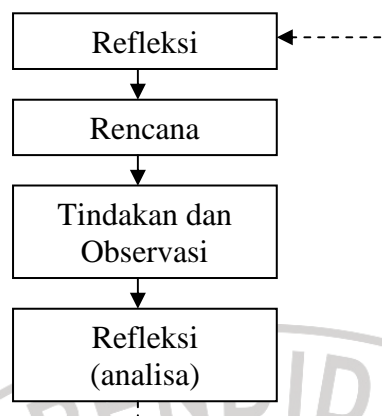 Refleksi
Rencana
Tindakan dan
Observasi
Refleksi
(analisa)